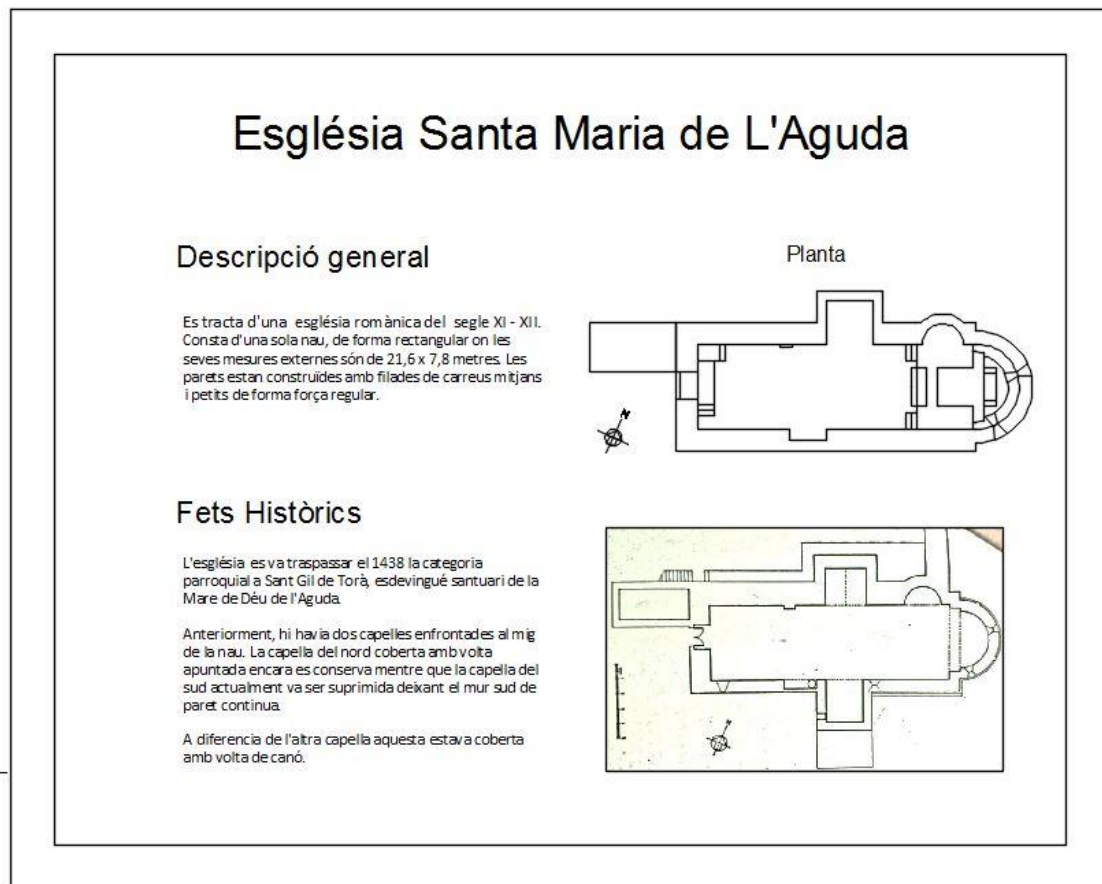 Església Santa Maria de L'Aguda
Descripció general
Es tracta d'una església romànica del segle XI - XII.
Consta d'una sola nau, de forma rectangular on les
seves mesures externes són de 21,6 x 7,8 metres. Les
parets estan construïdes amb filades de carreus mitjans
i petits de forma força regular.
Planta
N
Fets Històrics
L'església es va traspassar el 1438 la categoria
parroquial a Sant Gil de Torà, esdevingué santuari de la
Mare de Déu de l'Aguda.
Anteriorment, hi havia dos capelles enfrontades al mig
de la nau. La capella del nord coberta amb volta
apuntada encara es conserva mentre que la capella del
sud actualment va ser suprimida deixant el mur sud de
paret continua.
A diferencia de l'altra capella aquesta estava coberta
amb volta de canó.